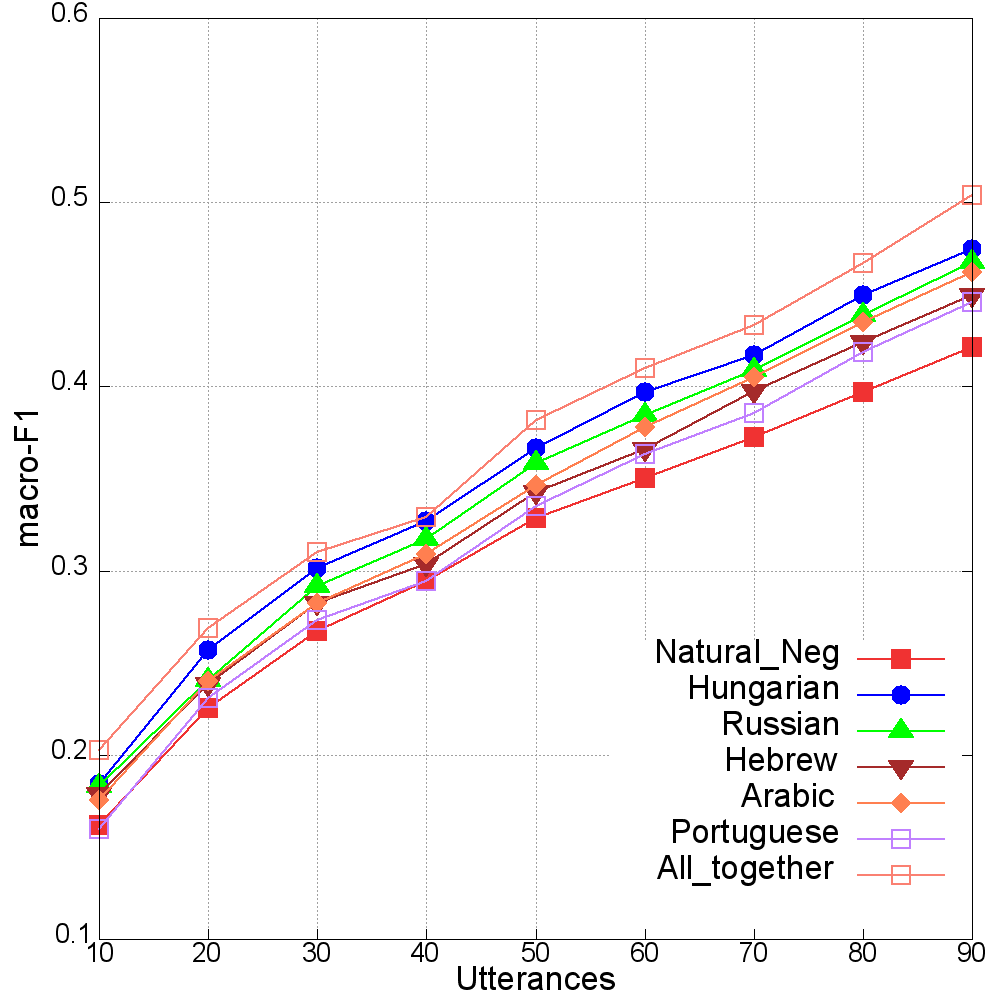 0.6
0.5
0.4
0.3
0.2
0.1
macro-F1
Natural_Neg
Hungarian
Russian
Hebrew
Arabic
Portuguese
All_together
10 20 30 40 50 60 70 80 90
Utterances